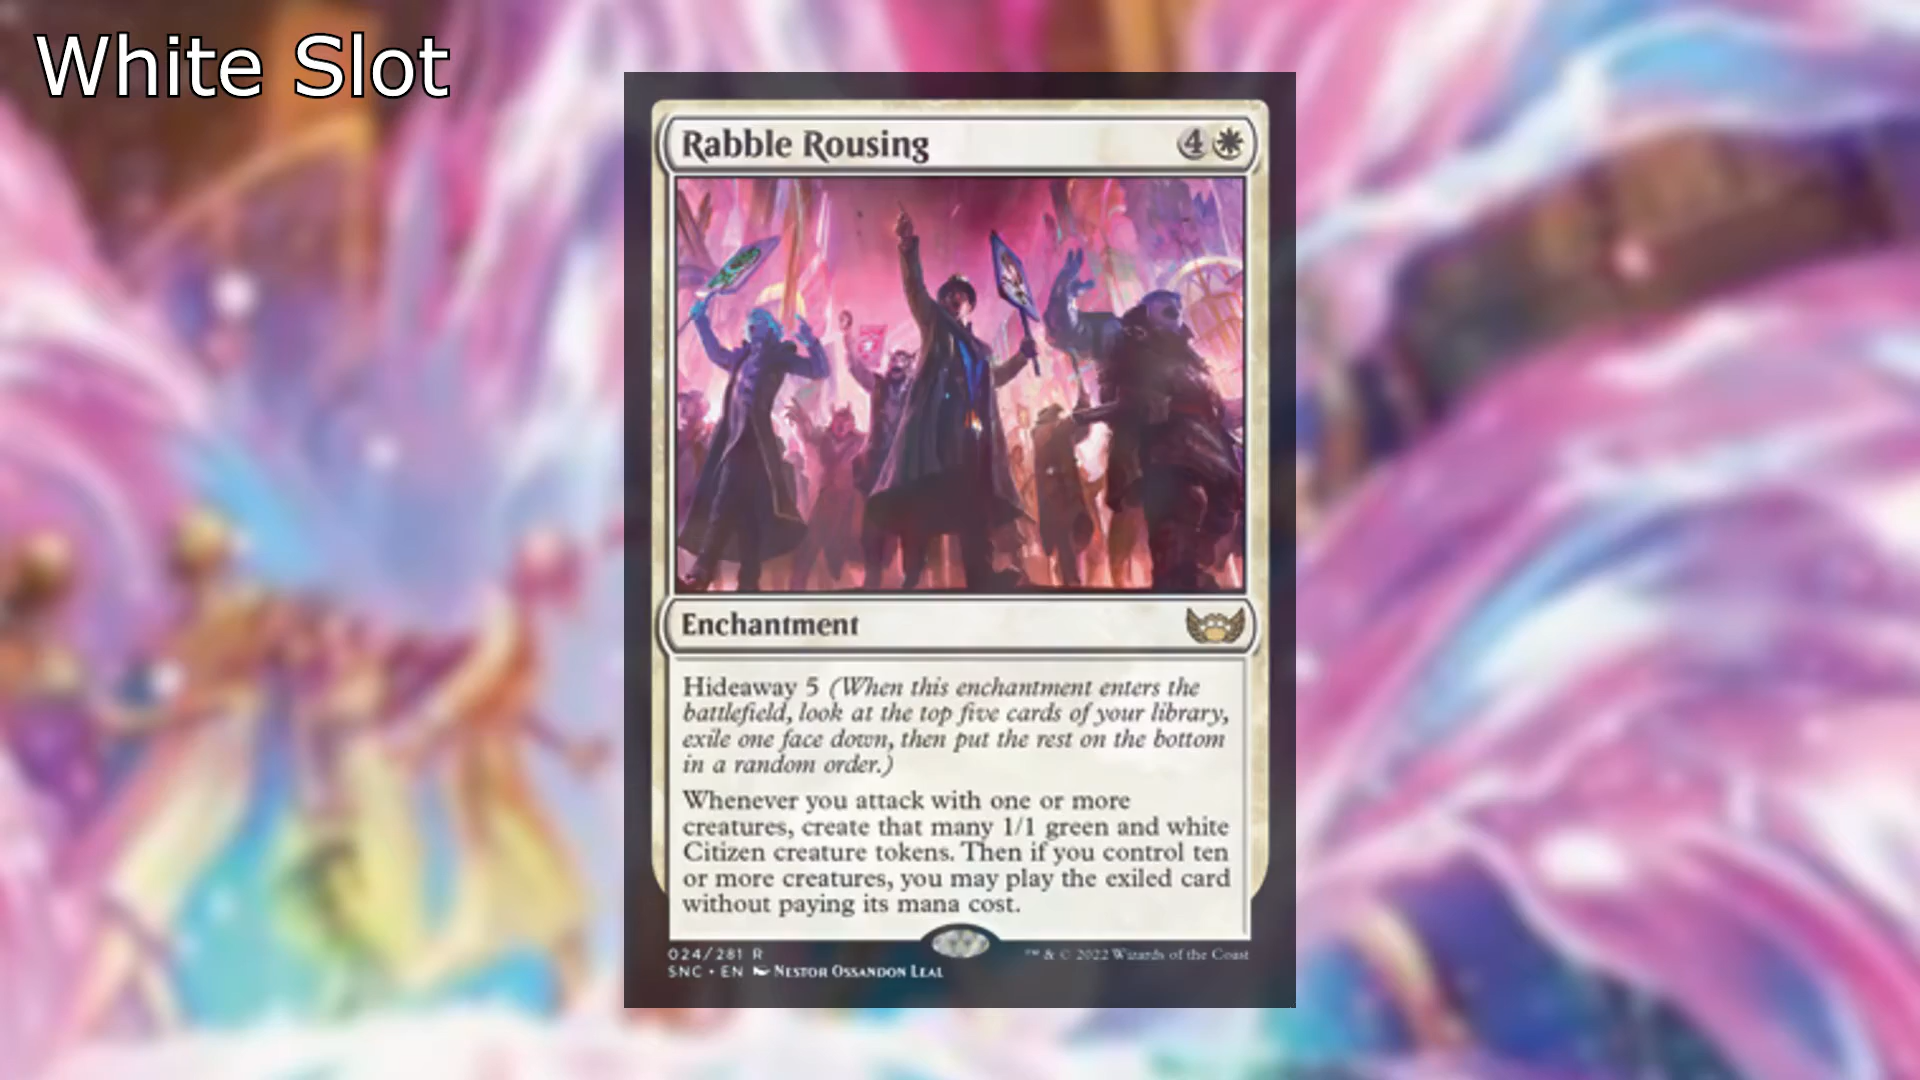 White Slot
Rabble Rousing
4
Enchantment
Hideaway 5 (When this enchantment enters the
battlefield, look at the top five cards of your library,
exile one face down, then put the rest on the bottom
in a random order.)
Whenever you attack with one or more
creatures, create that many 1/1 green and white
Citizen creature tokens. Then if you control ten
or more creatures, you may play the exiled card
without paying its mana cost.
024/281 R
™ & © 2022 Wizards of the Coast
SNC • EN NESTOR OSSANDON LEAL